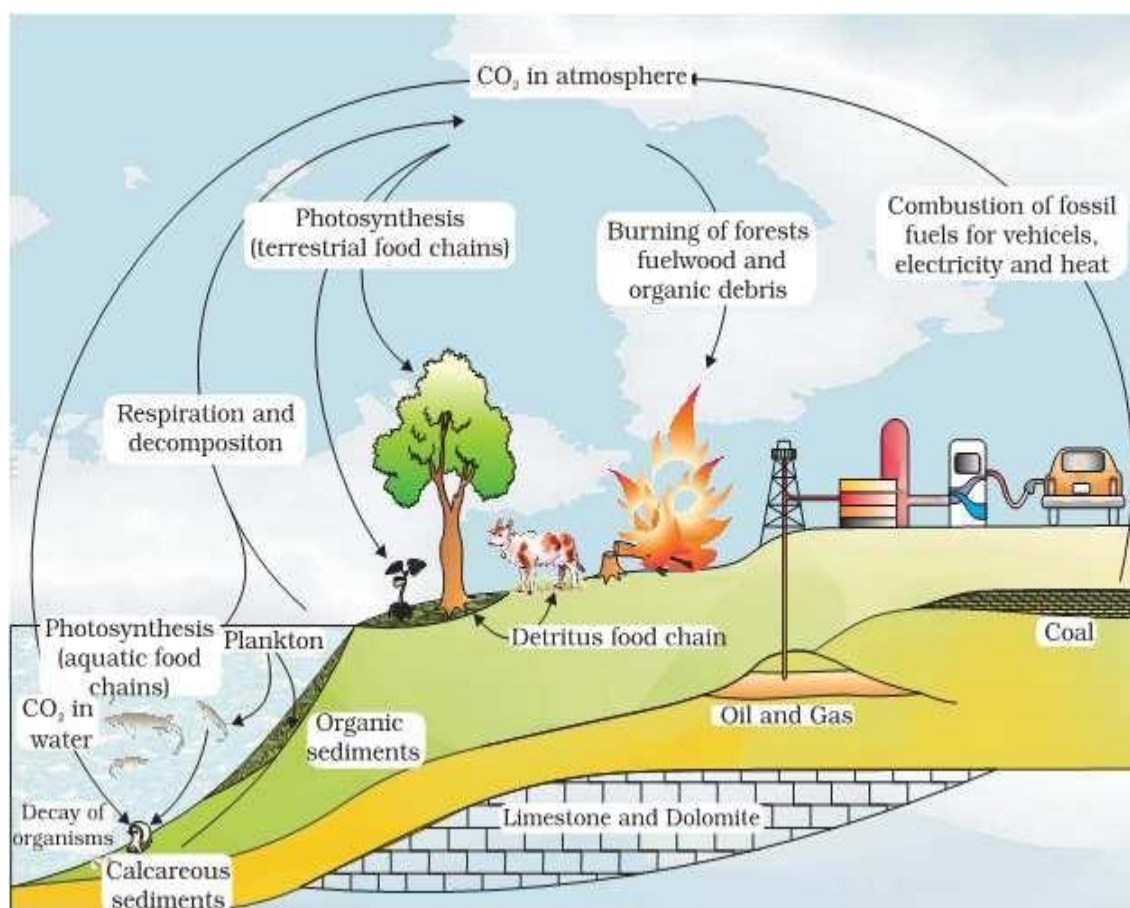 CO₂ in atmosphere
Photosynthesis
(terrestrial food chains)
Burning of forests
fuelwood and
organic debris
Combustion of fossil
fuels for vehicels,
electricity and heat
Respiration and
decompositon
Photosynthesis
(aquatic food
chains)
Plankton
Detritus food chain
Coal
CO₂ in
water
Organic
sediments
Oil and Gas
Decay of
organisms
Limestone and Dolomite
Calcareous
sediments